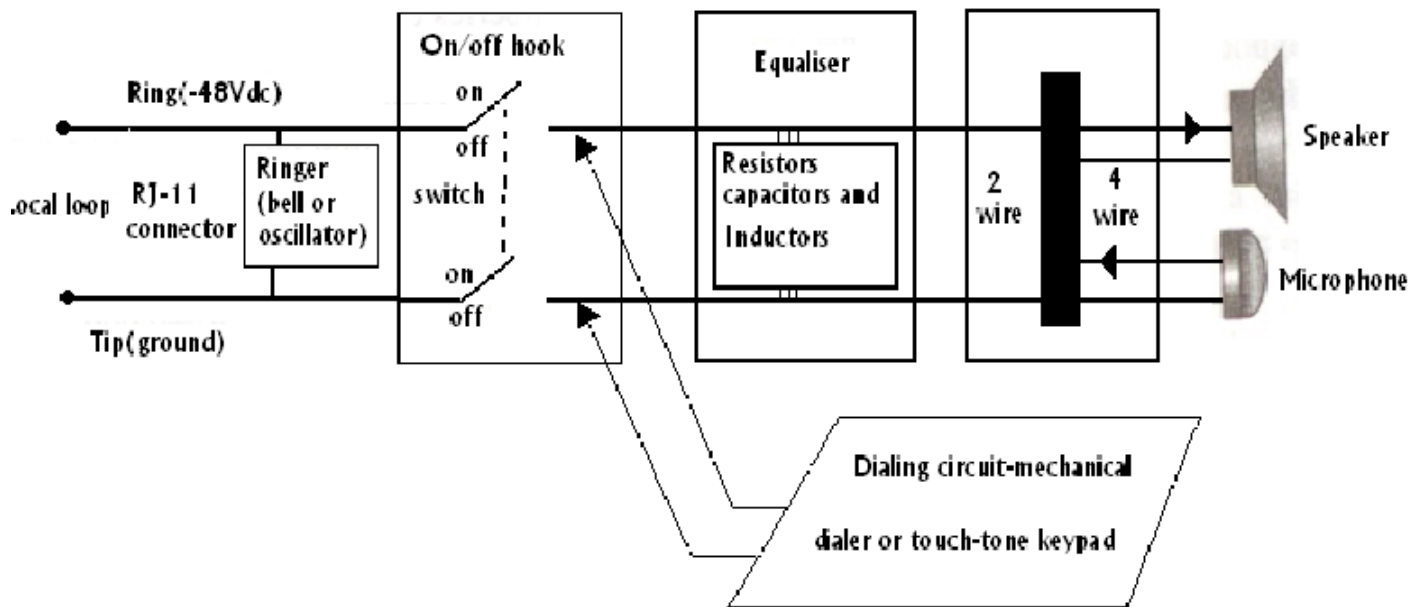 On/off hook
Equaliser
Ring(-48Vdc)
on
off
switch
on
off
Local loop
RJ-11
connector
Ringer
(bell or
oscillator)
Resistors
capacitors and
Inductors
2
wire
4
wire
Speaker
Microphone
Tip(ground)
Dialing circuit-mechanical
dialer or touch-tone keypad